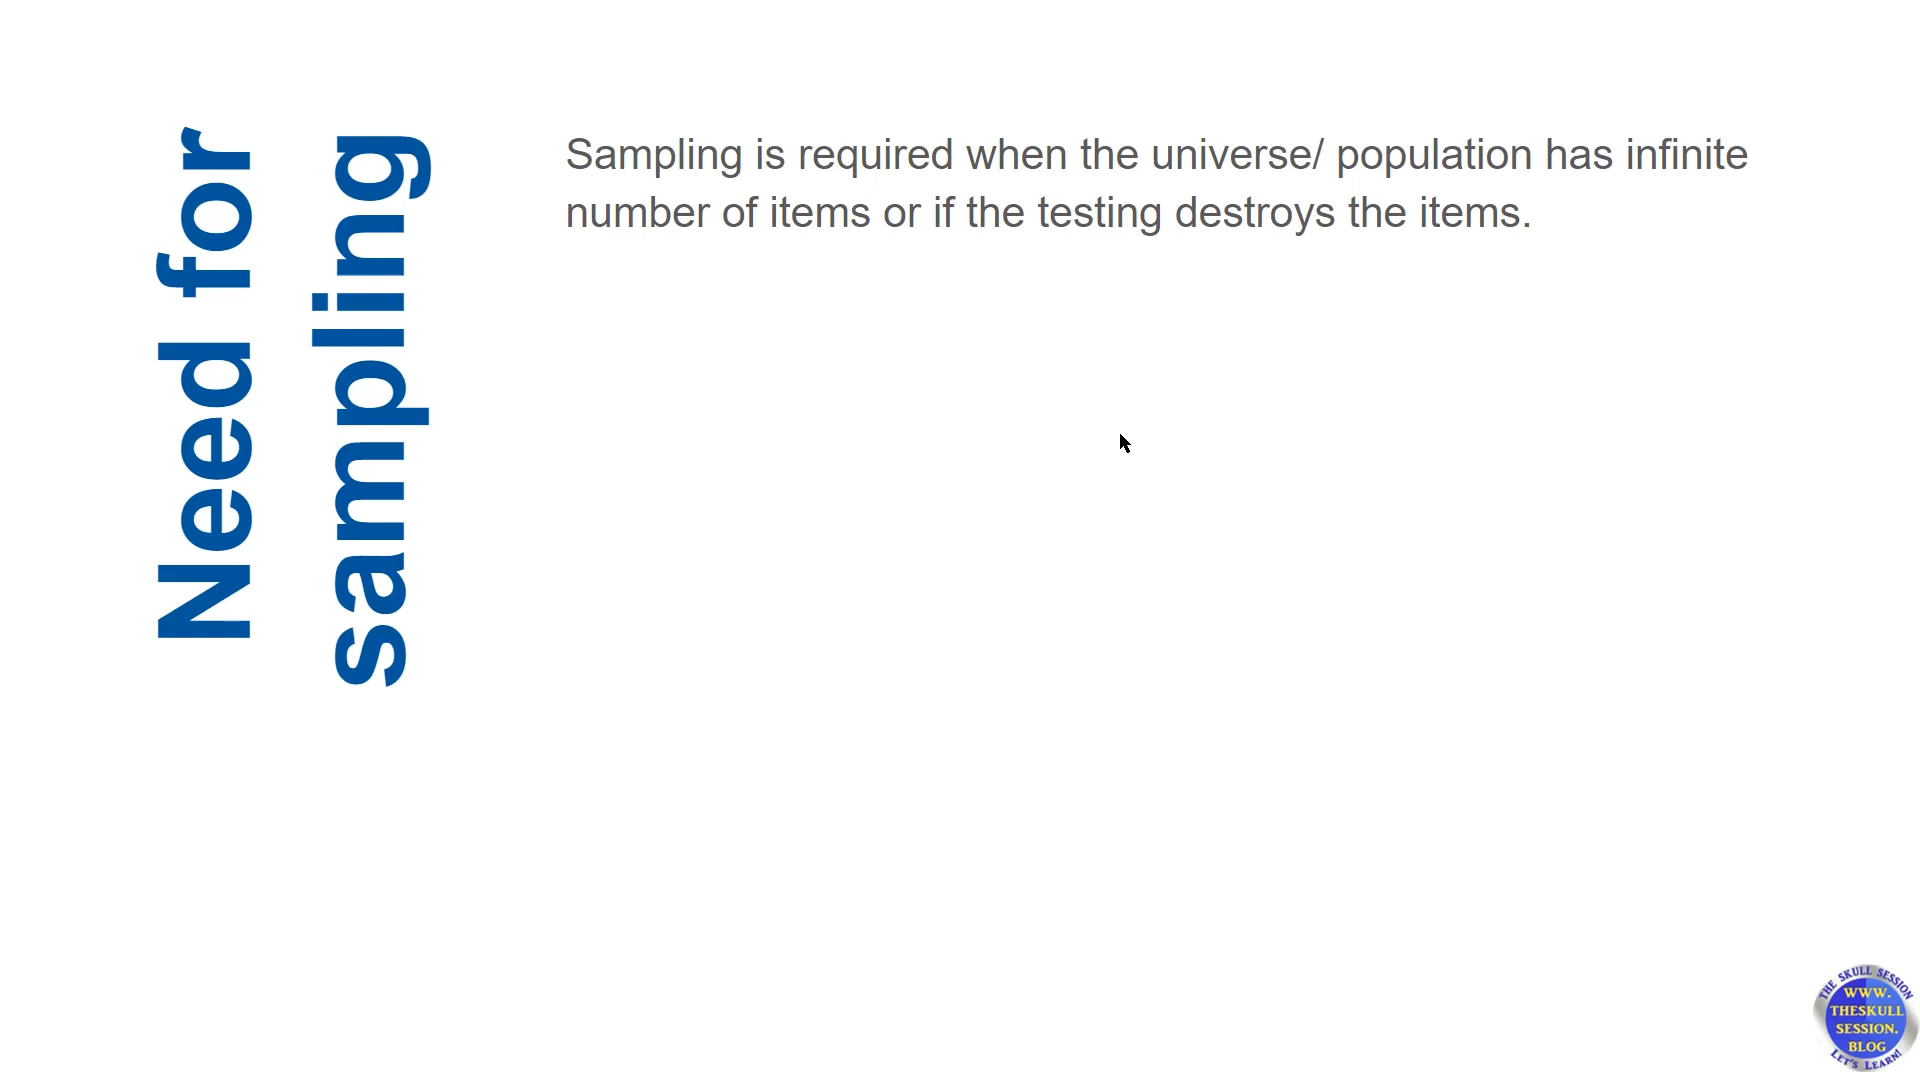 Need for
sampling
Sampling is required when the universe/ population has infinite
number of items or if the testing destroys the items.
THE SKULL SESSION
WWW.
THESKULL
SESSION.
BLOG
LET'S LEARN!